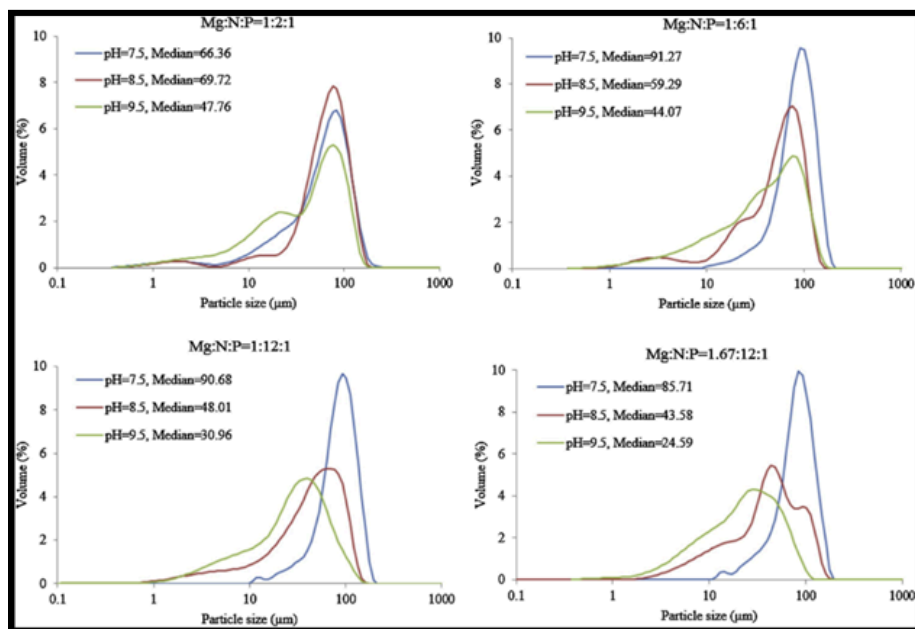 Mg:N:P=1:2:1
10
8
6
4
2
0
Volume (%)
pH=7.5, Median=66.36
pH=8.5, Median=69.72
pH=9.5, Median=47.76
0.1 1 10 100 1000
Particle size (µm)
Mg:N:P=1:6:1
10
8
6
4
2
0
Volume (%)
pH=7.5, Median=91.27
pH=8.5, Median=59.29
pH=9.5, Median=44.07
0.1 1 10 100 1000
Particle size (µm)
Mg:N:P=1:12:1
10
8
6
4
2
0
Volume (%)
pH=7.5, Median=90.68
pH=8.5, Median=48.01
pH=9.5, Median=30.96
0.1 1 10 100 1000
Particle size (µm)
Mg:N:P=1.67:12:1
10
8
6
4
2
0
Volume (%)
pH=7.5, Median=85.71
pH=8.5, Median=43.58
pH=9.5, Median=24.59
0.1 1 10 100 1000
Particle size (µm)